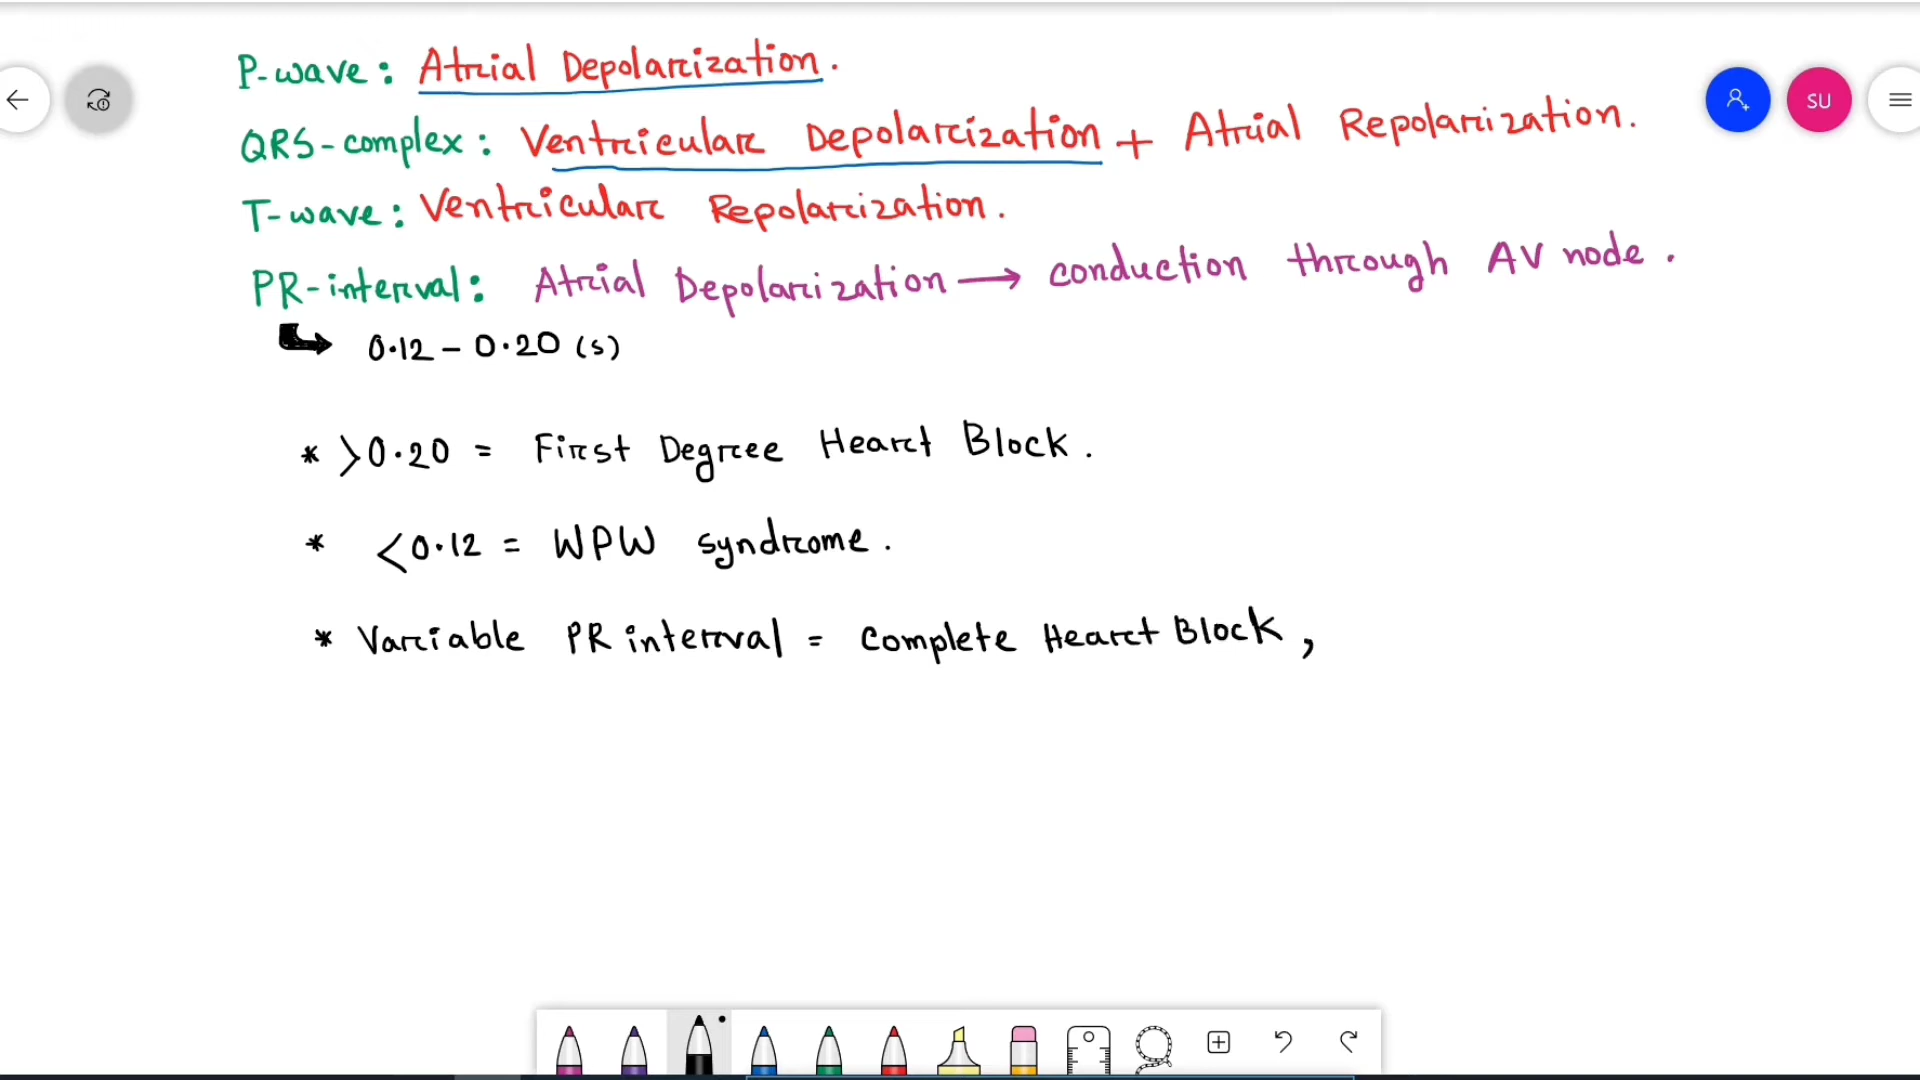 P-wave: Atrial Depolarization.
SU
QRS-complex: Ventricular Depolarization + Atrial Repolarization.
T-wave: Ventricular Repolarization.
PR-interval: Atrial Depolarization → conduction through AV node.
0.12 - 0.20 (s)
* >0.20 = First Degree Heart Block.
* <0.12 = WPW syndrome.
* Variable PR interval = Complete Heart Block,